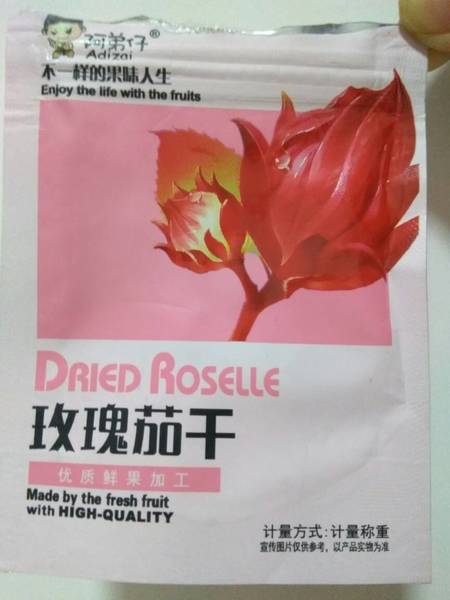 阿弟仔®
Adizai
不一样的果味人生
Enjoy the life with the fruits
DRIED ROSELLE
玫瑰茄干
优质鲜果加工
Made by the fresh fruit
with HIGH-QUALITY
计量方式:计量称重
宣传图片仅供参考，以产品实物为准